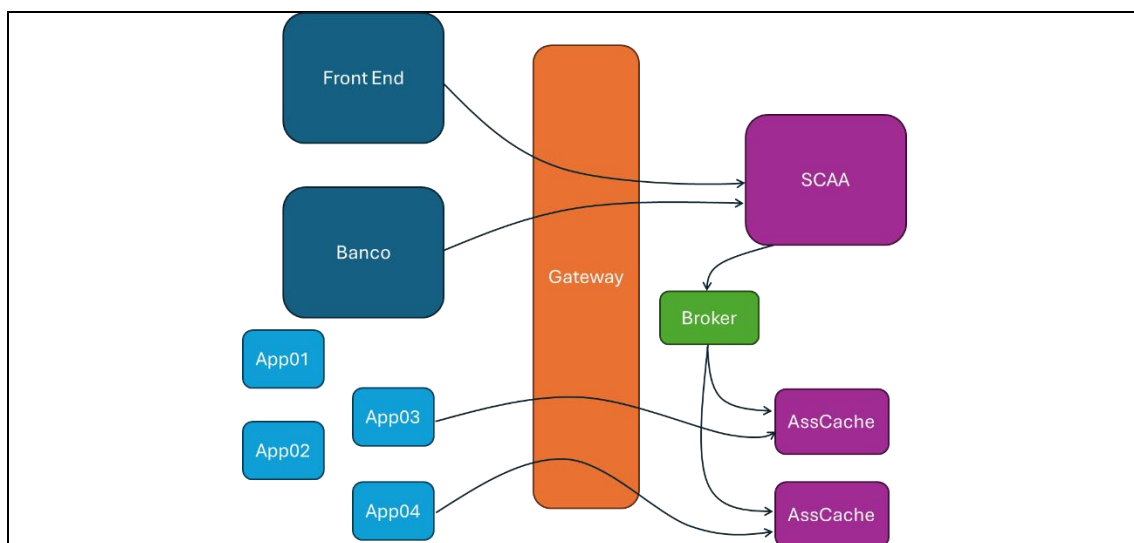 Front End
SCAA
Banco
Gateway
Broker
App01
App03
AssCache
App02
App04
AssCache